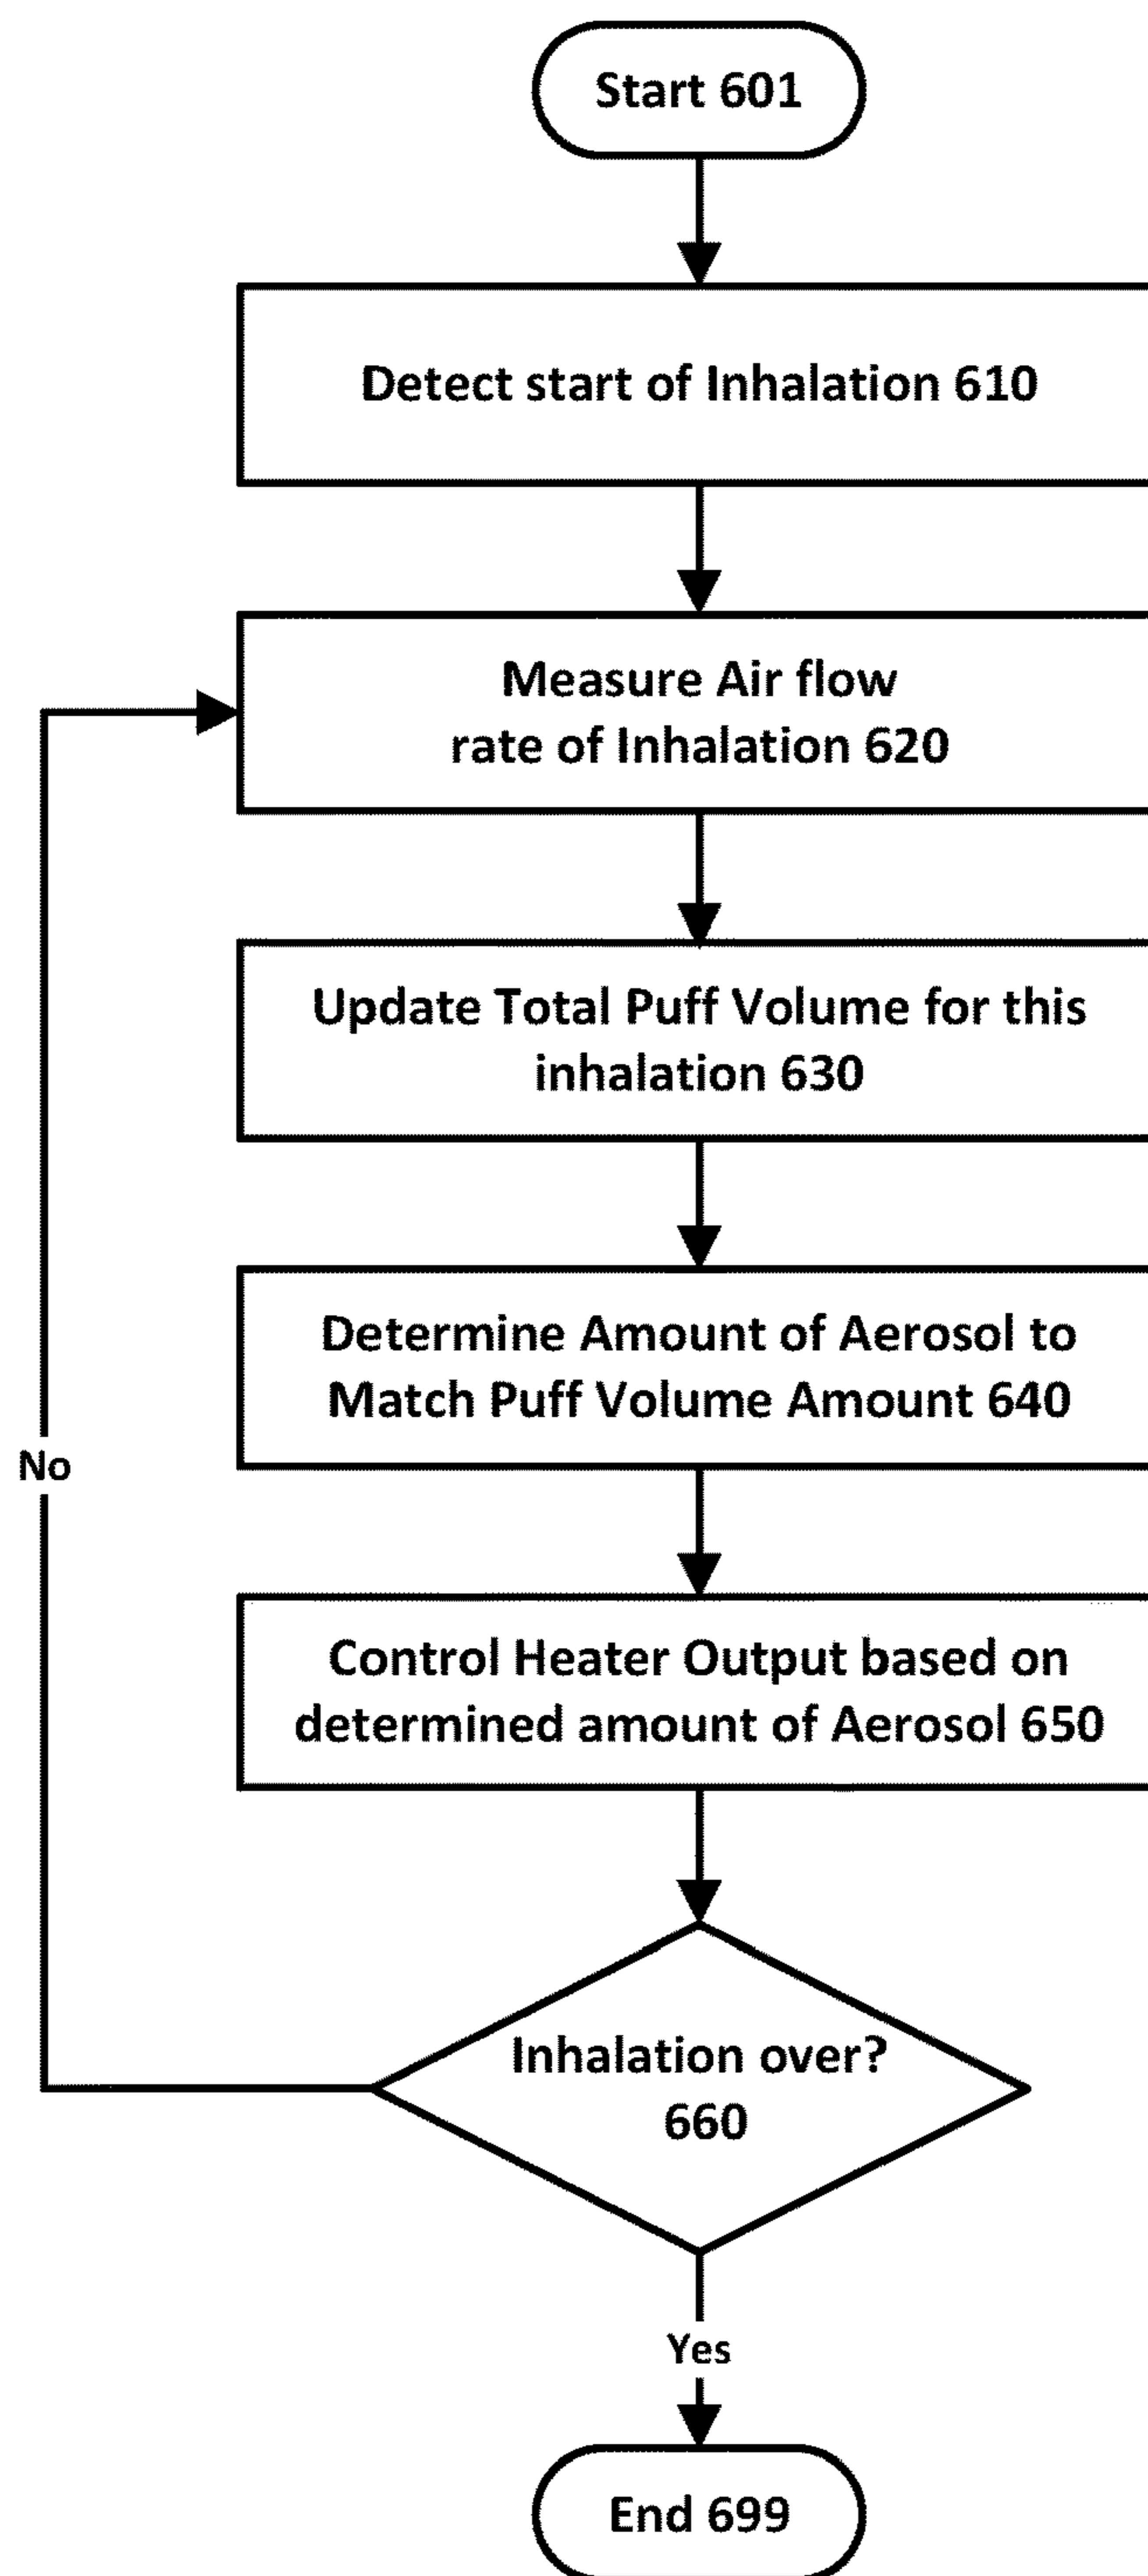 Start 601
Detect start of Inhalation 610
Measure Air flow
rate of Inhalation 620
Update Total Puff Volume for this
inhalation 630
Determine Amount of Aerosol to
Match Puff Volume Amount 640
No
Control Heater Output based on
determined amount of Aerosol 650
Inhalation over?
660
Yes
End 699